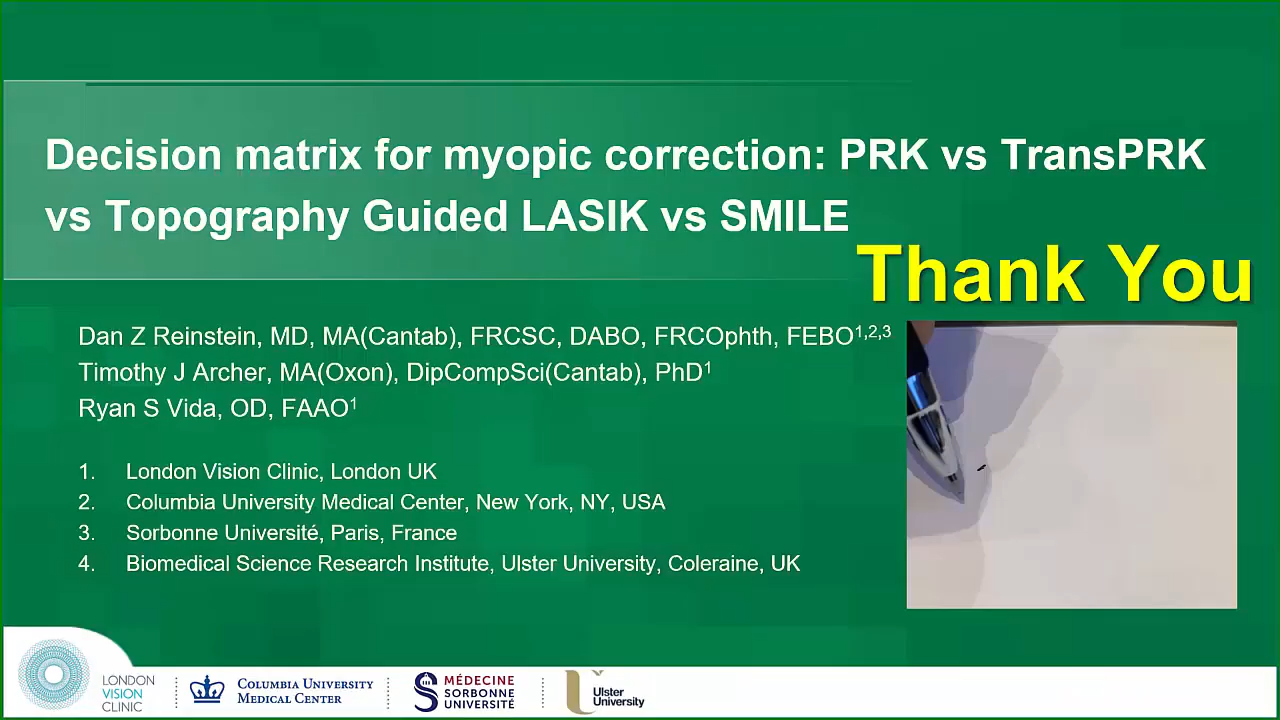 Decision matrix for myopic correction: PRK vs TransPRK
vs Topography Guided LASIK vs SMILE
Thank You
Dan Z Reinstein, MD, MA(Cantab), FRCSC, DABO, FRCOphth, FEBO1,2,3
Timothy J Archer, MA(Oxon), DipCompSci(Cantab), PhD1
Ryan S Vida, OD, FAAO1
1. London Vision Clinic, London UK
2. Columbia University Medical Center, New York, NY, USA
3. Sorbonne Université, Paris, France
4. Biomedical Science Research Institute, Ulster University, Coleraine, UK
LONDON
VISION
CLINIC
COLUMBIA UNIVERSITY
MEDICAL CENTER
MÉDECINE
SORBONNE
UNIVERSITÉ
Ulster
University